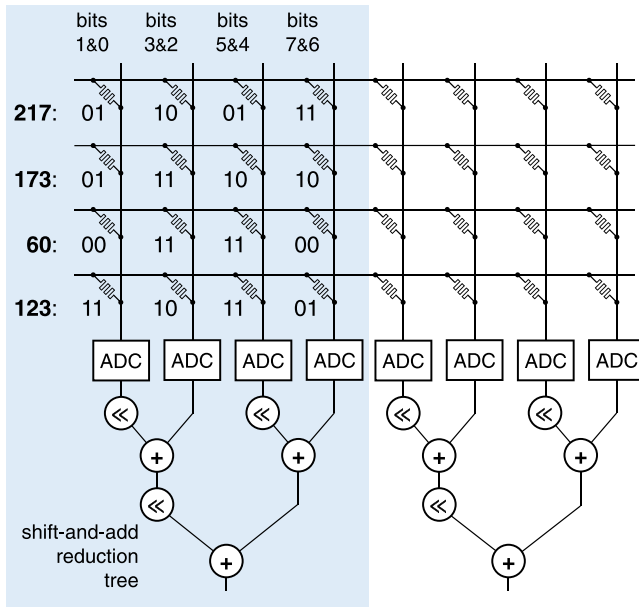 bits bits bits bits
1&0 3&2 5&4 7&6
217: 01 10 01 11
173: 01 11 10 10
60: 00 11 11 00
123: 11 10 11 01
ADC ADC ADC ADC ADC ADC ADC ADC
≪ ≪ ≪ ≪
+ + + +
≪ ≪
shift-and-add
reduction
tree
+ +